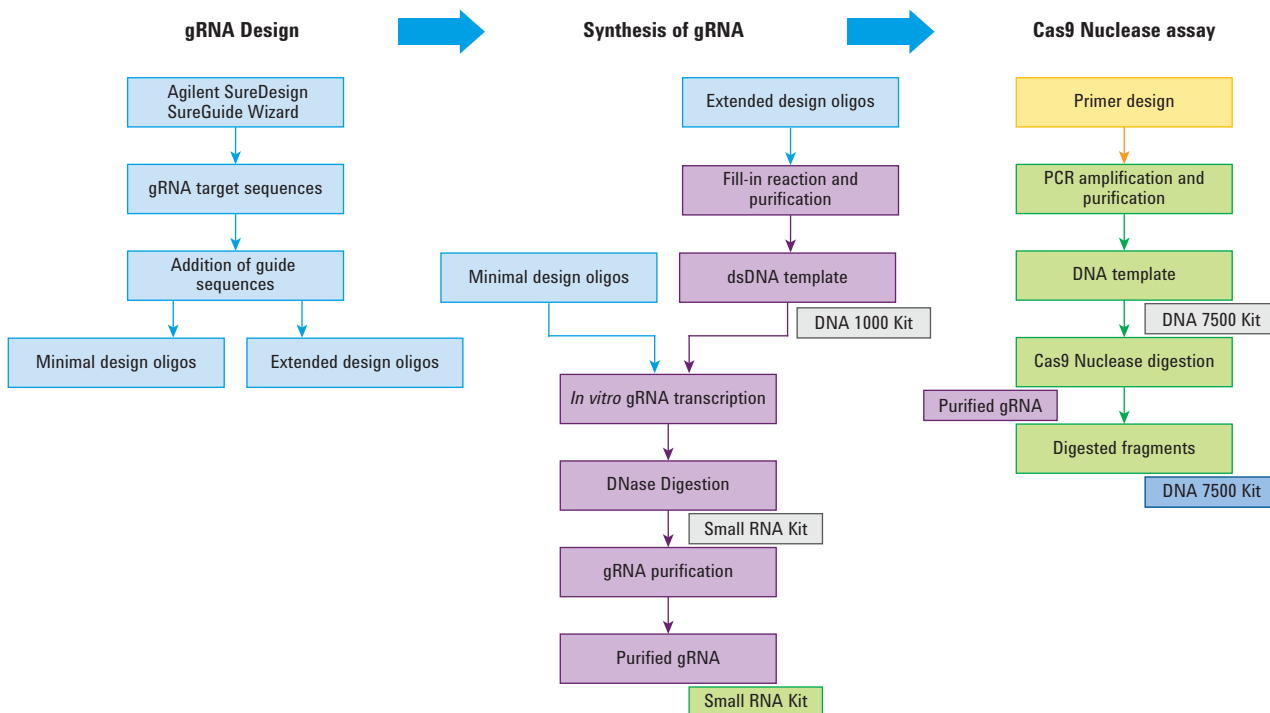 gRNA Design
Synthesis of gRNA
Cas9 Nuclease assay
Agilent SureDesign
SureGuide Wizard
gRNA target sequences
Addition of guide
sequences
Minimal design oligos
Extended design oligos
Extended design oligos
Fill-in reaction and
purification
Minimal design oligos
dsDNA template
DNA 1000 Kit
In vitro gRNA transcription
DNase Digestion
Small RNA Kit
gRNA purification
Purified gRNA
Small RNA Kit
Primer design
PCR amplification and
purification
DNA template
DNA 7500 Kit
Cas9 Nuclease digestion
Purified gRNA
Digested fragments
DNA 7500 Kit